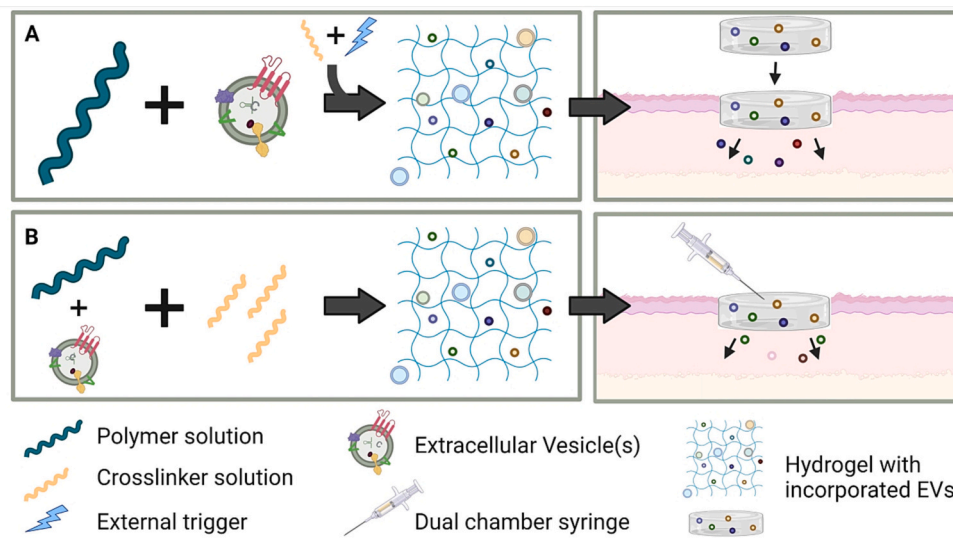 A
B
Polymer solution
Crosslinker solution
External trigger
Extracellular Vesicle(s)
Dual chamber syringe
Hydrogel with
incorporated EVs